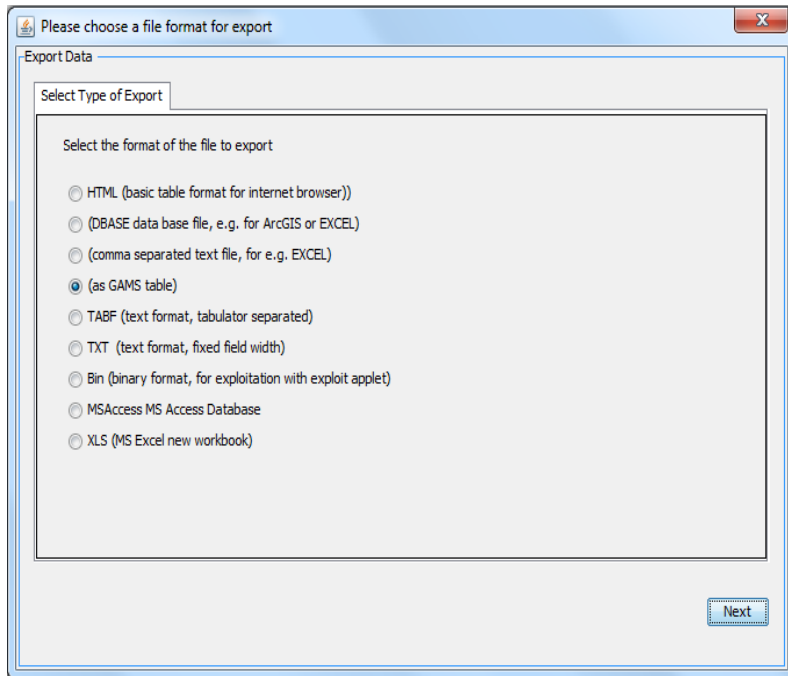 Please choose a file format for export
X
Export Data
Select Type of Export
Select the format of the file to export
HTML (basic table format for internet browser))
(DBASE data base file, e.g. for ArcGIS or EXCEL)
(comma separated text file, for e.g. EXCEL)
(as GAMS table)
TABF (text format, tabulator separated)
TXT (text format, fixed field width)
Bin (binary format, for exploitation with exploit applet)
MSAccess MS Access Database
XLS (MS Excel new workbook)
Next